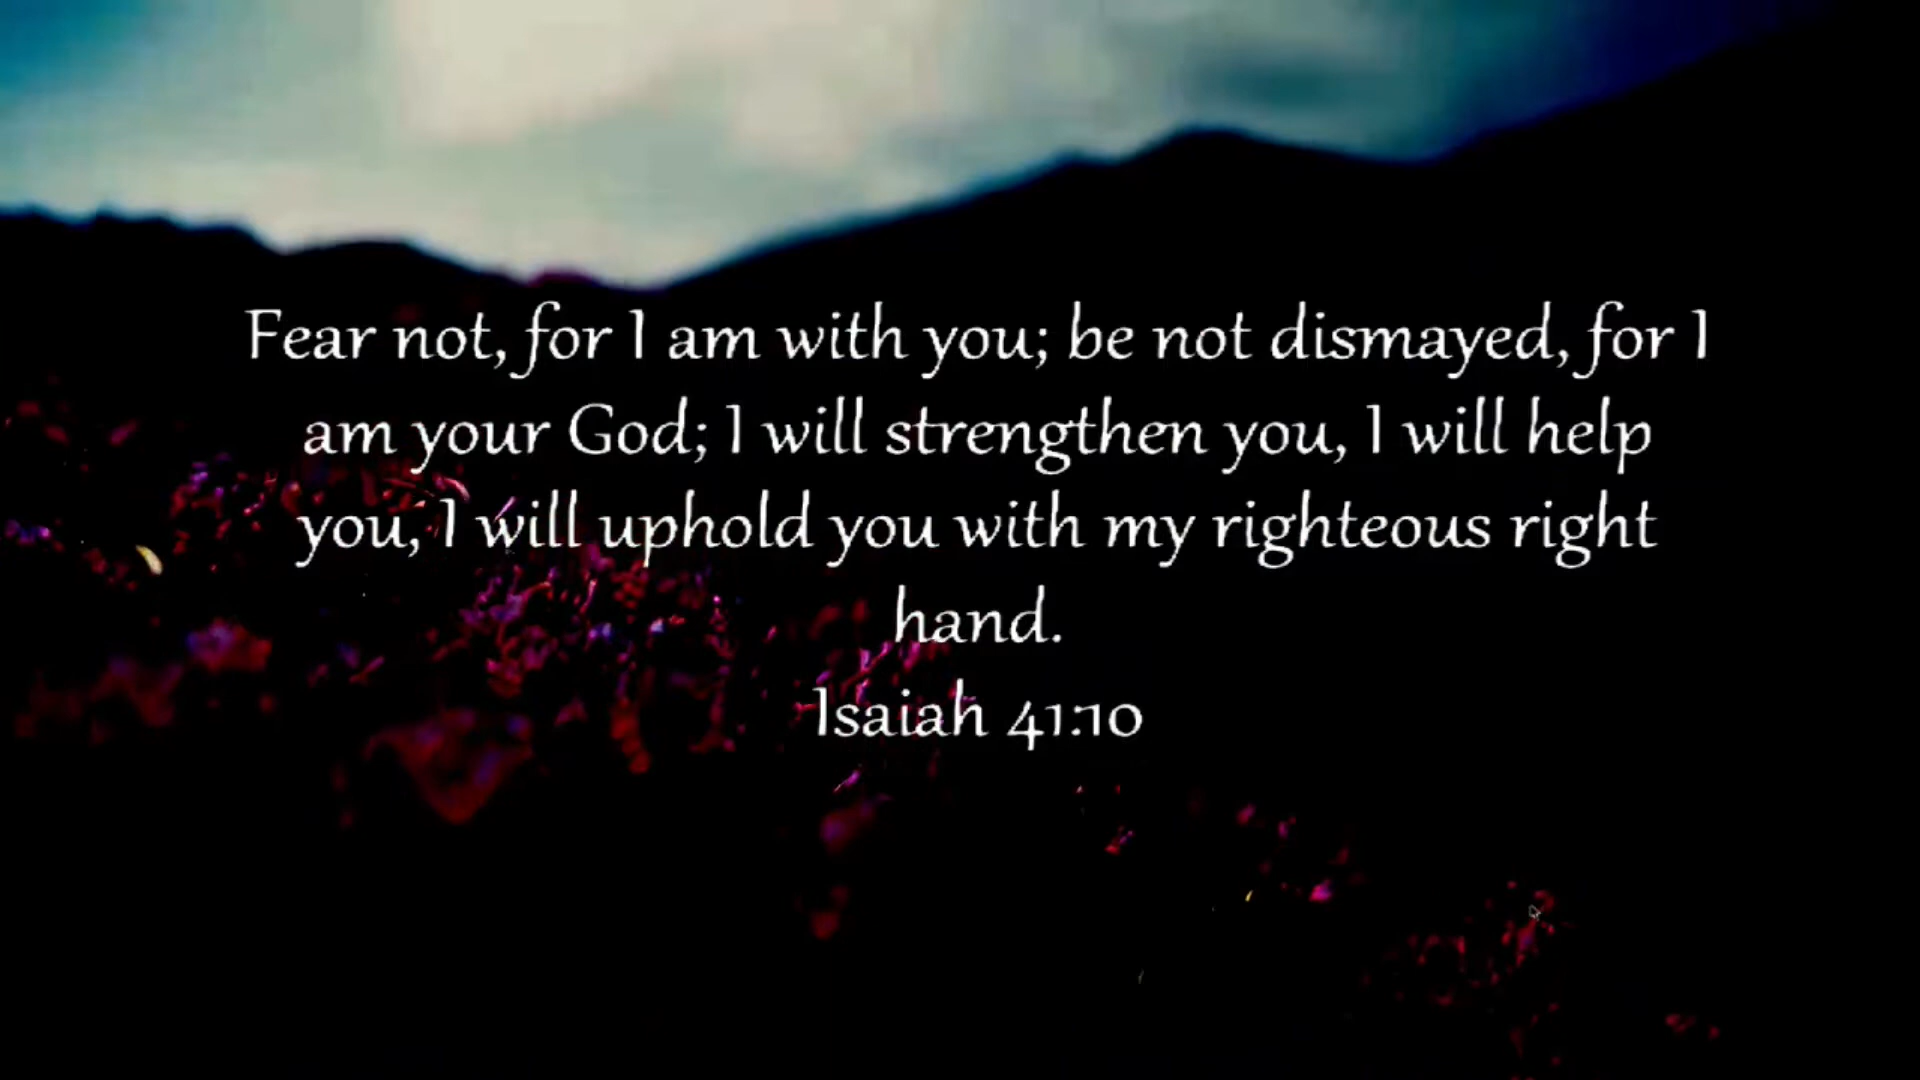 Fear not, for I am with you; be not dismayed, for I
am your God; I will strengthen you, I will help
you, I will uphold you with my righteous right
hand.
Isaiah 41:10